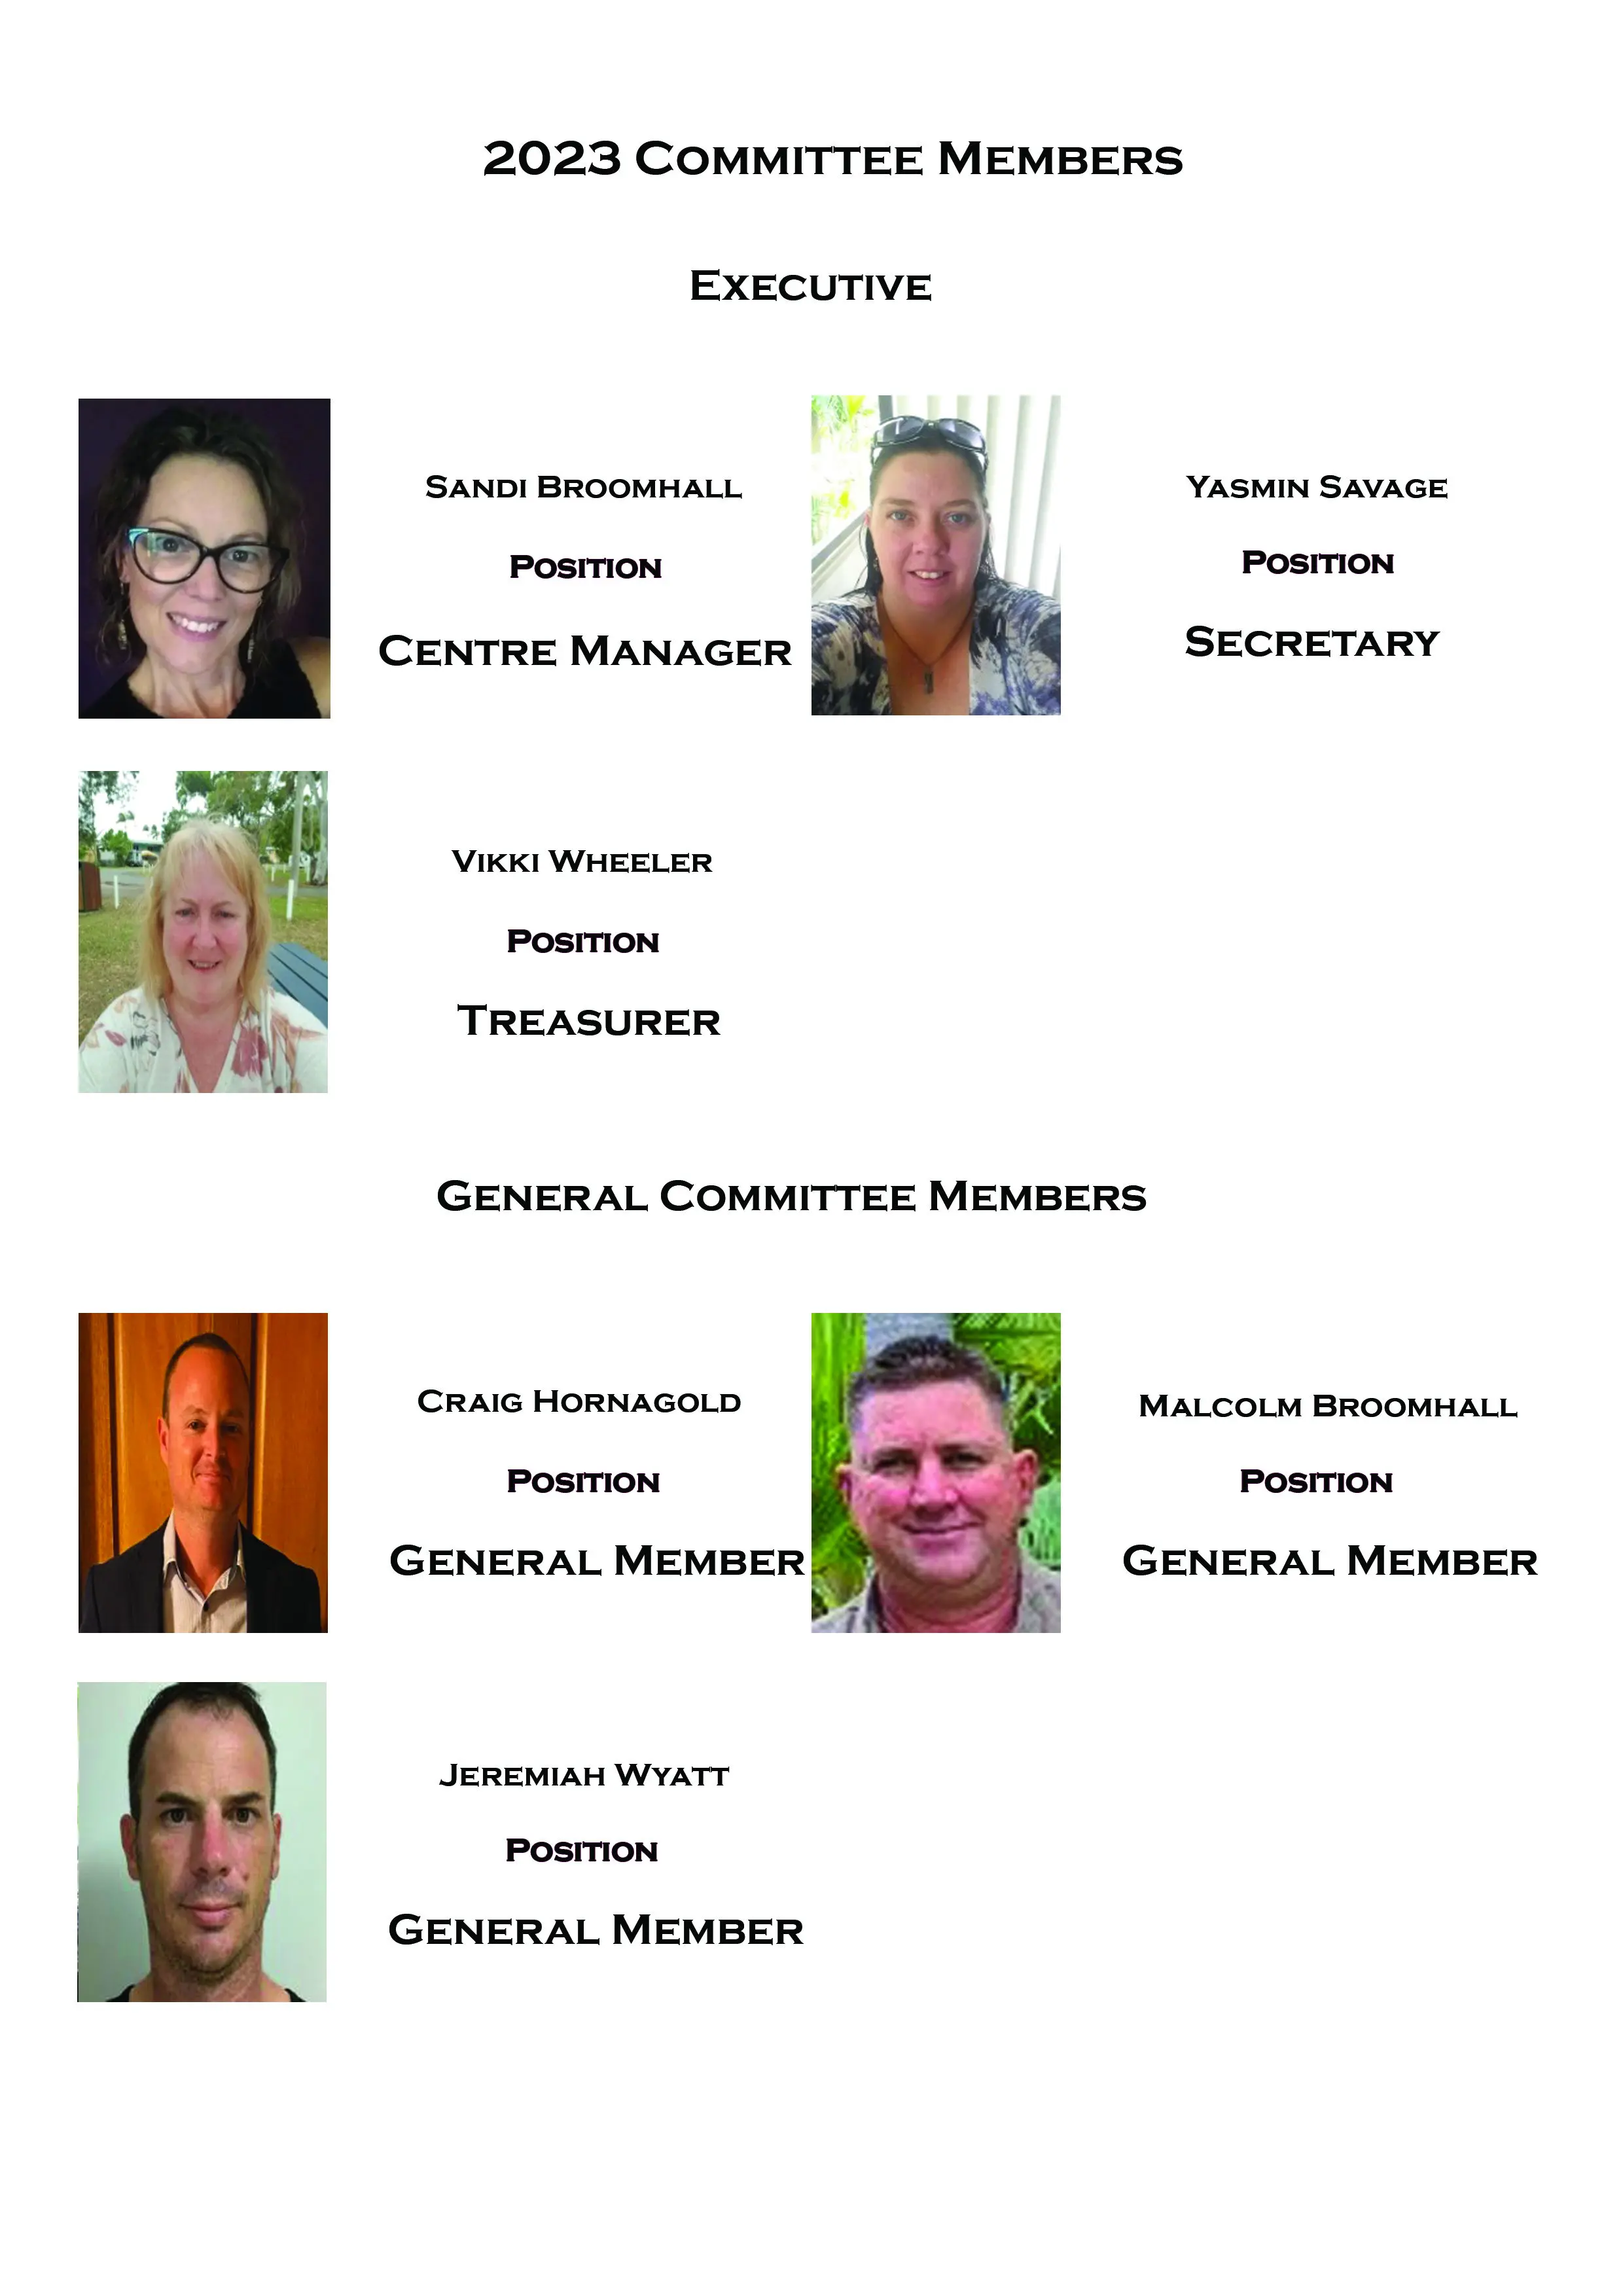 2023 Committee Members
Executive
Sandi Broomhall
Position
Centre Manager
Yasmin Savage
Position
Secretary
Vikki Wheeler
Position
Treasurer
General Committee Members
Craig Hornagold
Position
General Member
Malcolm Broomhall
Position
General Member
Jeremiah Wyatt
Position
General Member